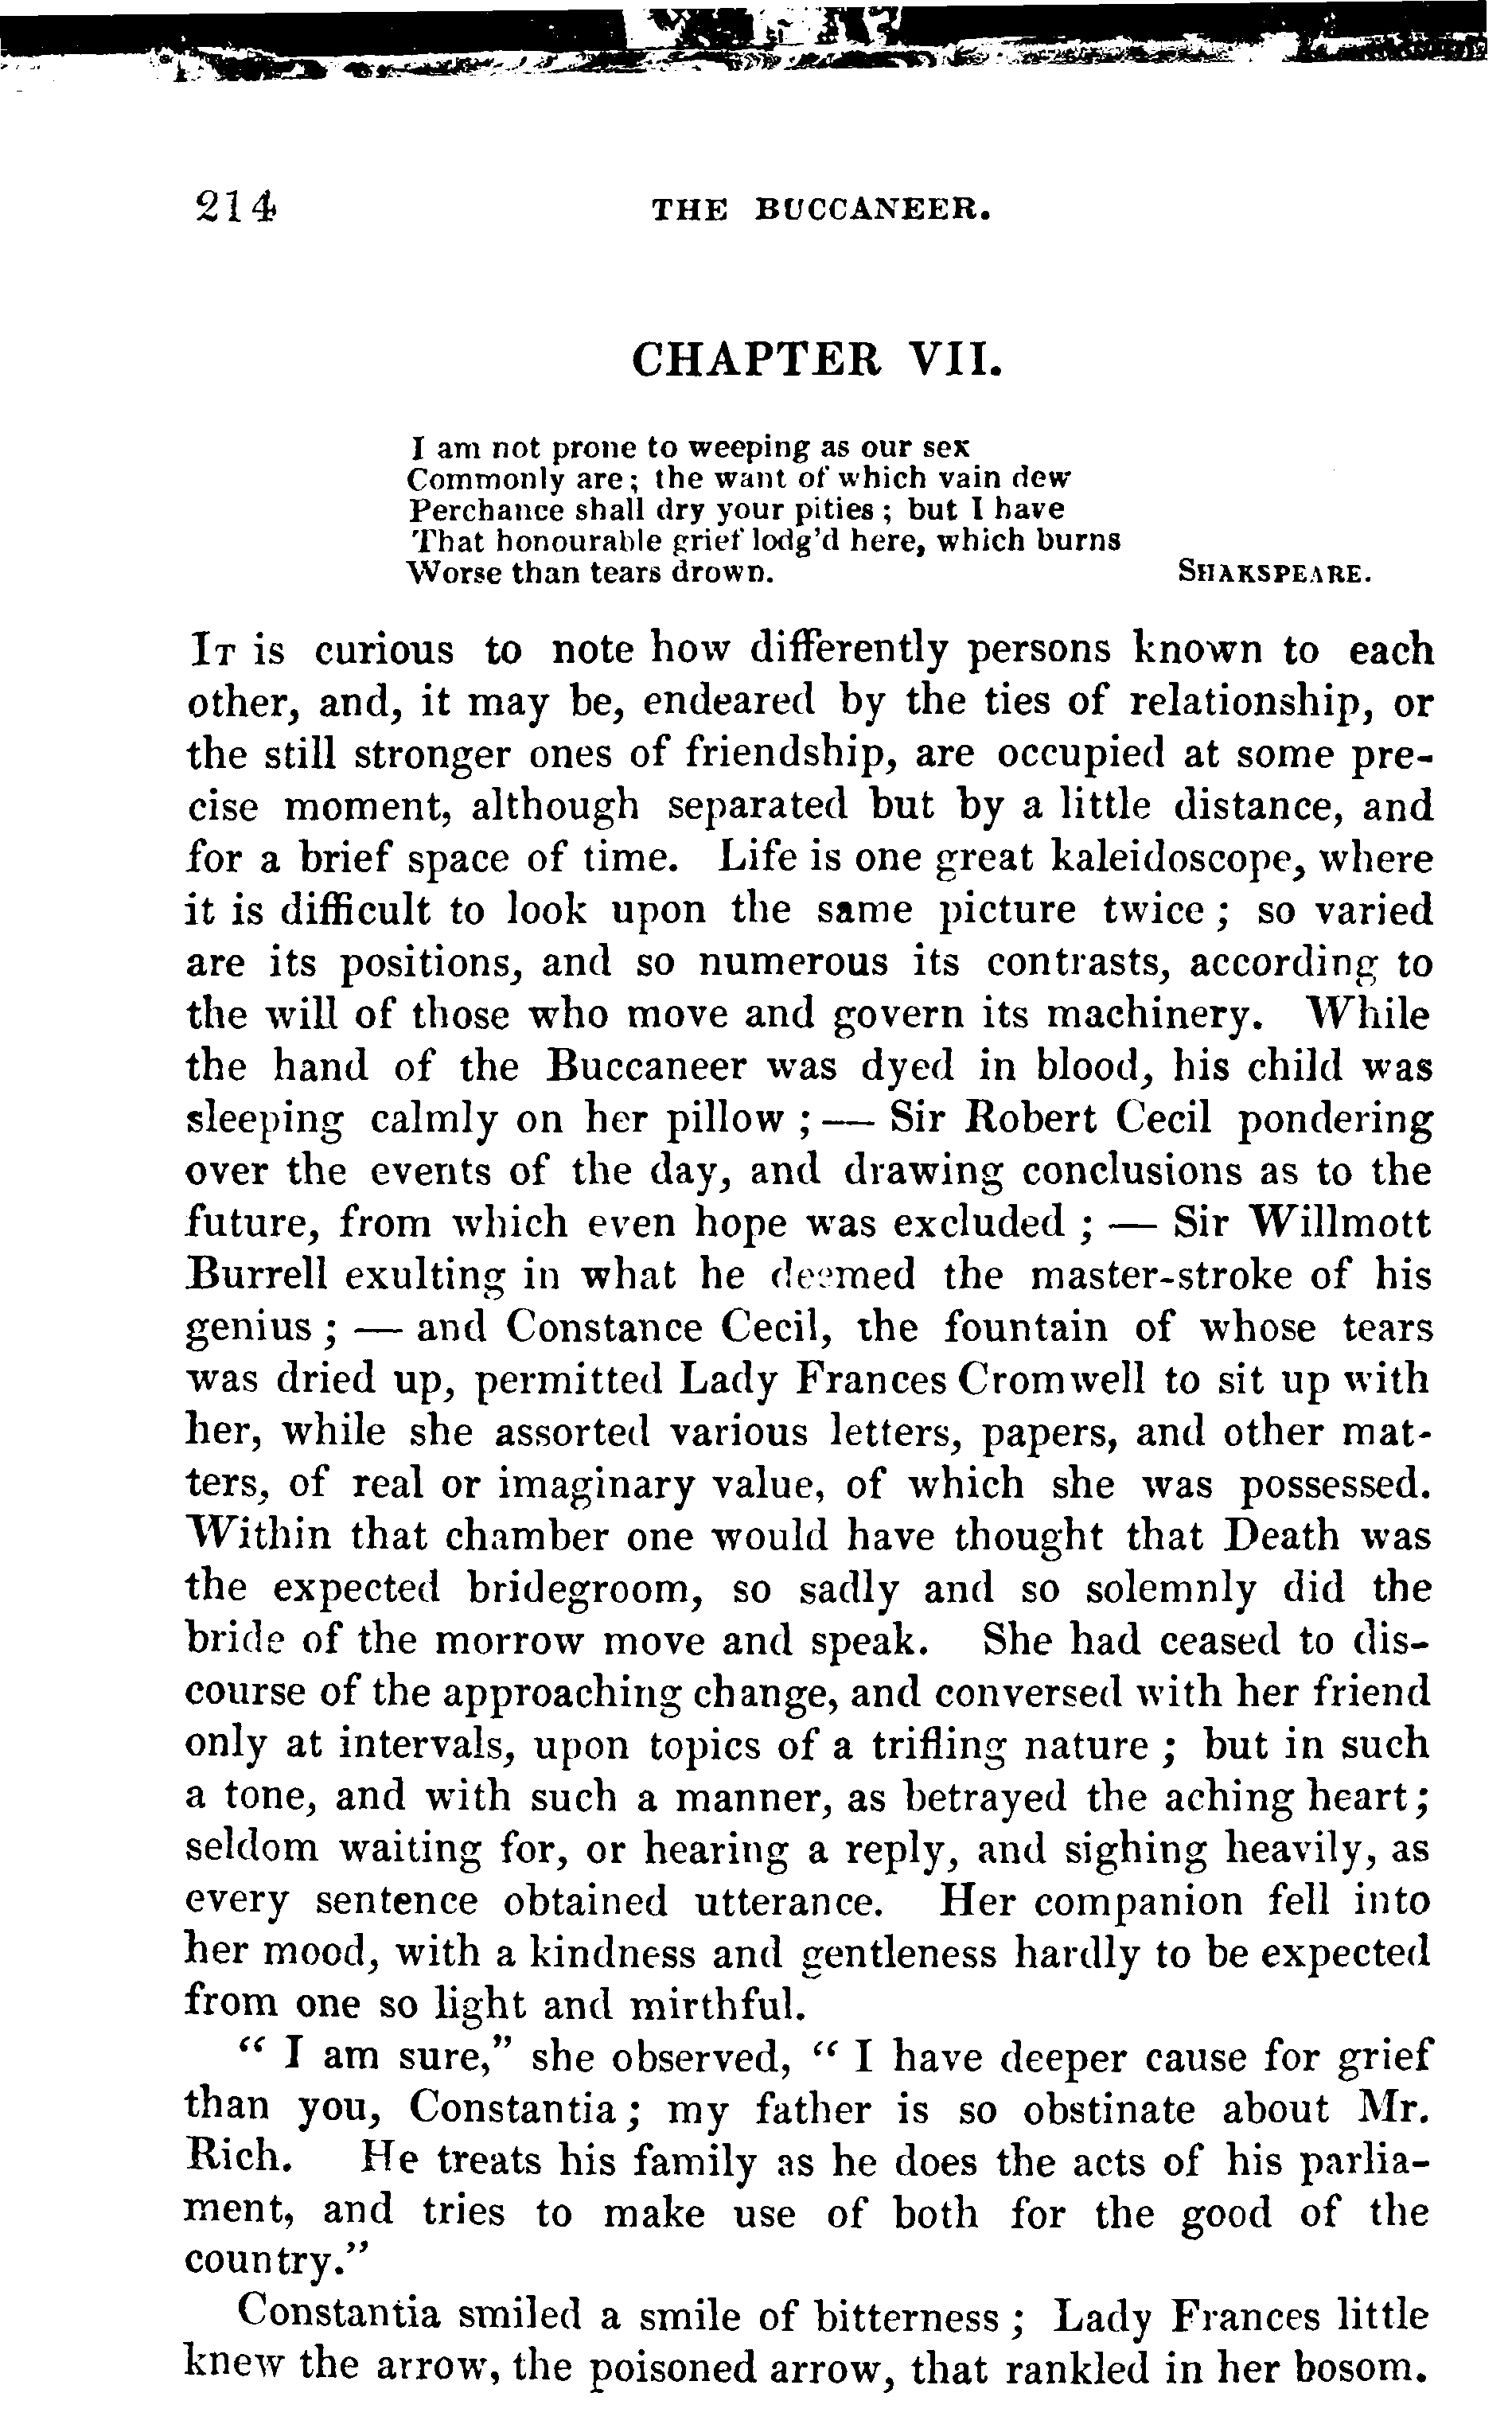 214 THE BUCCANEER.
CHAPTER VII.
I am not prone to weeping as our sex
Commonly are; the want of which vain dew
Perchance shall dry your pities; but I have
That honourable grief lodg'd here, which burns
Worse than tears drown. SHAKSPEARE.
IT is curious to note how differently persons known to each
other, and, it may be, endeared by the ties of relationship, or
the still stronger ones of friendship, are occupied at some pre-
cise moment, although separated but by a little distance, and
for a brief space of time. Life is one great kaleidoscope, where
it is difficult to look upon the same picture twice; so varied
are its positions, and so numerous its contrasts, according to
the will of those who move and govern its machinery. While
the hand of the Buccaneer was dyed in blood, his child was
sleeping calmly on her pillow; — Sir Robert Cecil pondering
over the events of the day, and drawing conclusions as to the
future, from which even hope was excluded; — Sir Willmott
Burrell exulting in what he deemed the master-stroke of his
genius; — and Constance Cecil, the fountain of whose tears
was dried up, permitted Lady Frances Cromwell to sit up with
her, while she assorted various letters, papers, and other mat-
ters, of real or imaginary value, of which she was possessed.
Within that chamber one would have thought that Death was
the expected bridegroom, so sadly and so solemnly did the
bride of the morrow move and speak. She had ceased to dis-
course of the approaching change, and conversed with her friend
only at intervals, upon topics of a trifling nature; but in such
a tone, and with such a manner, as betrayed the aching heart;
seldom waiting for, or hearing a reply, and sighing heavily, as
every sentence obtained utterance. Her companion fell into
her mood, with a kindness and gentleness hardly to be expected
from one so light and mirthful.
"I am sure," she observed, "I have deeper cause for grief
than you, Constantia; my father is so obstinate about Mr.
Rich. He treats his family as he does the acts of his parlia-
ment, and tries to make use of both for the good of the
country."
Constantia smiled a smile of bitterness; Lady Frances little
knew the arrow, the poisoned arrow, that rankled in her bosom.